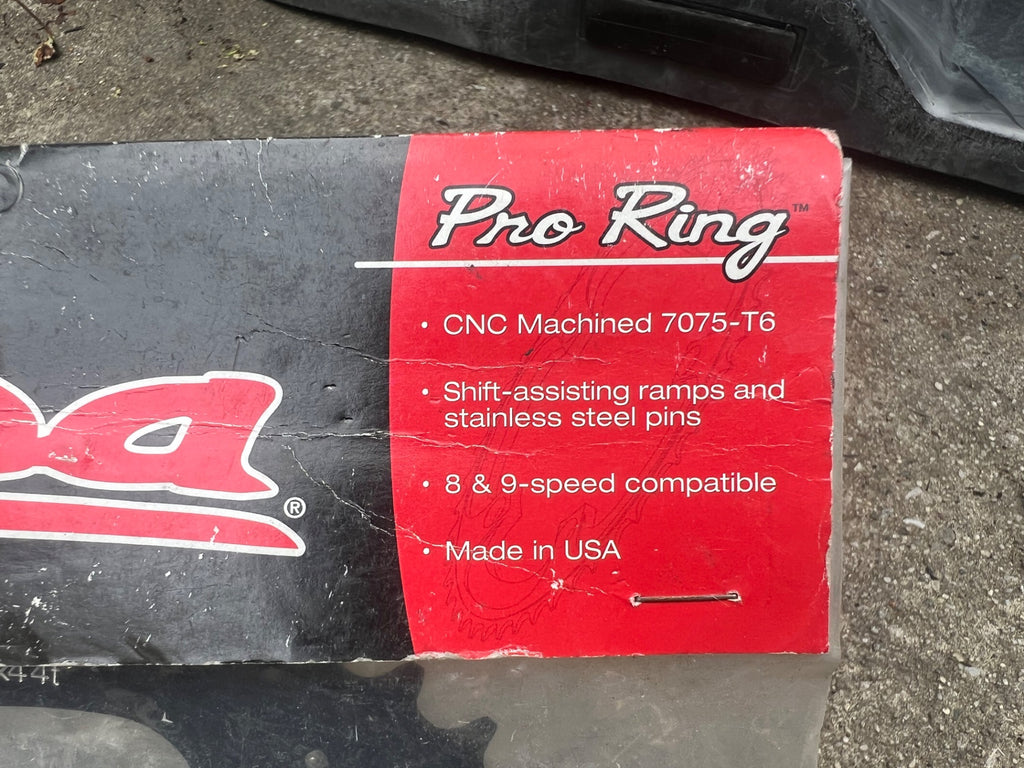 Pro Ring™
• CNC Machined 7075-T6
• Shift-assisting ramps and
stainless steel pins
• 8 & 9-speed compatible
®
• Made in USA